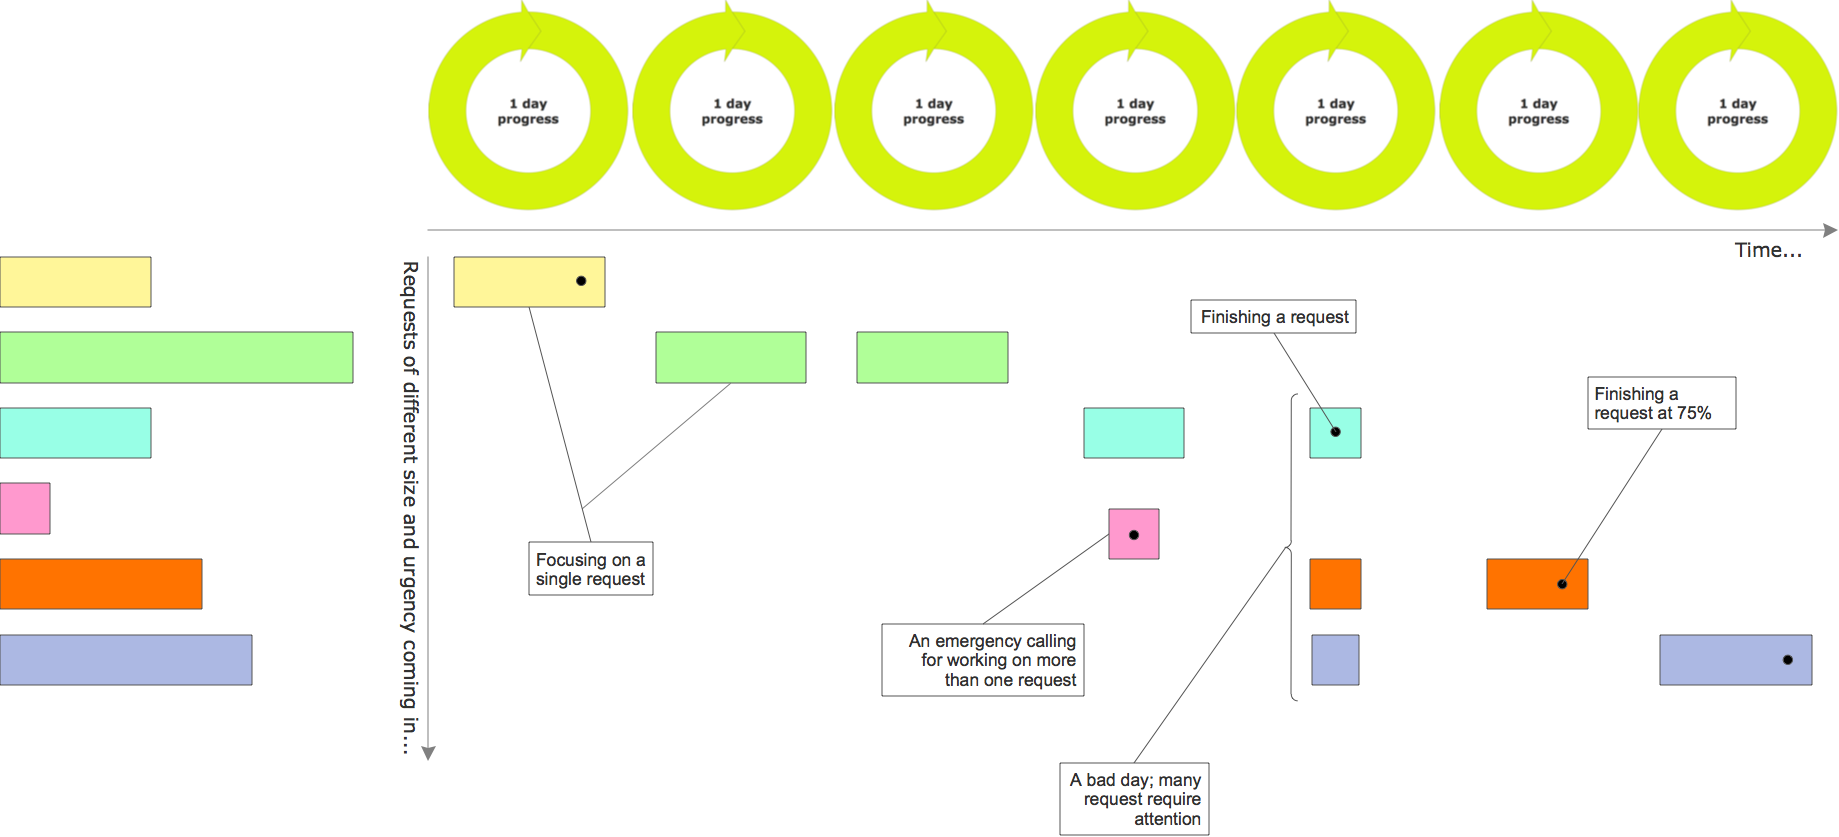 1 day
progress
1 day
progress
1 day
progress
1 day
progress
1 day
progress
1 day
progress
1 day
progress
Time...
Requests of different size and urgency coming in...
Finishing a request
Finishing a
request at 75%
Focusing on a
single request
An emergency calling
for working on more
than one request
A bad day; many
request require
attention